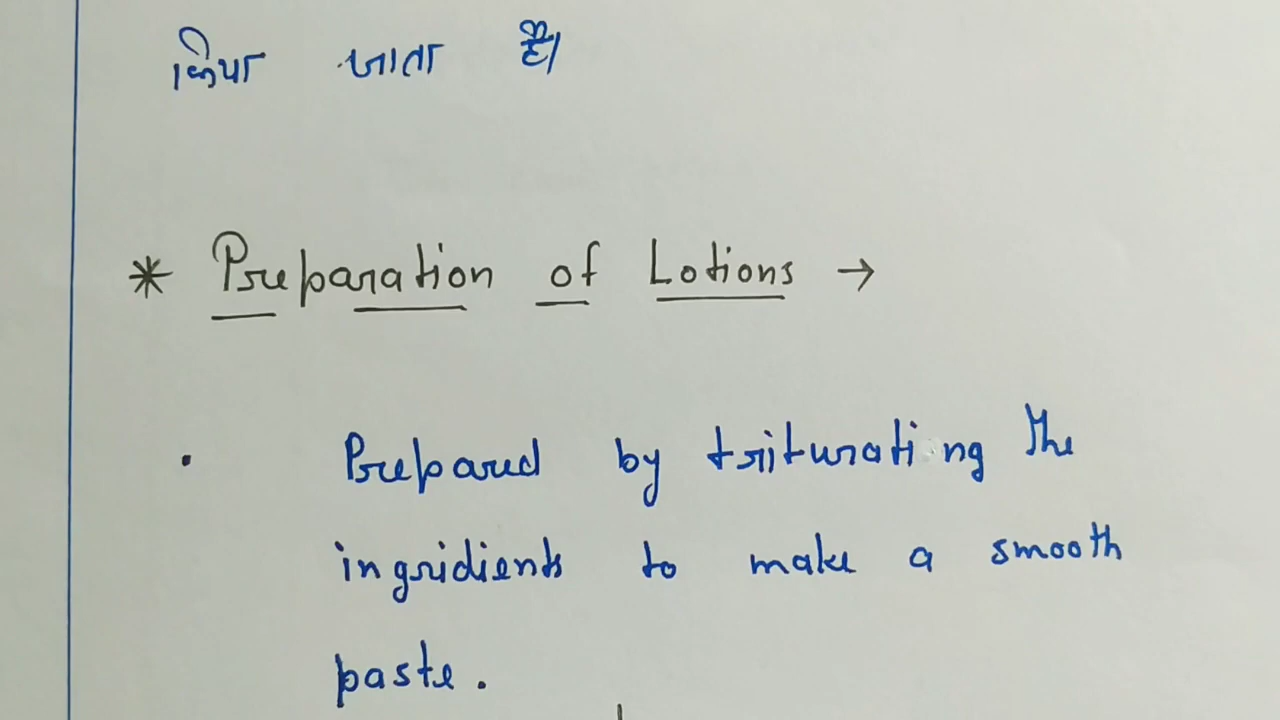 किया जाता है।
* Preparation of Lotions →
• Prepared by triturating the
ingridients to make a smooth
paste.